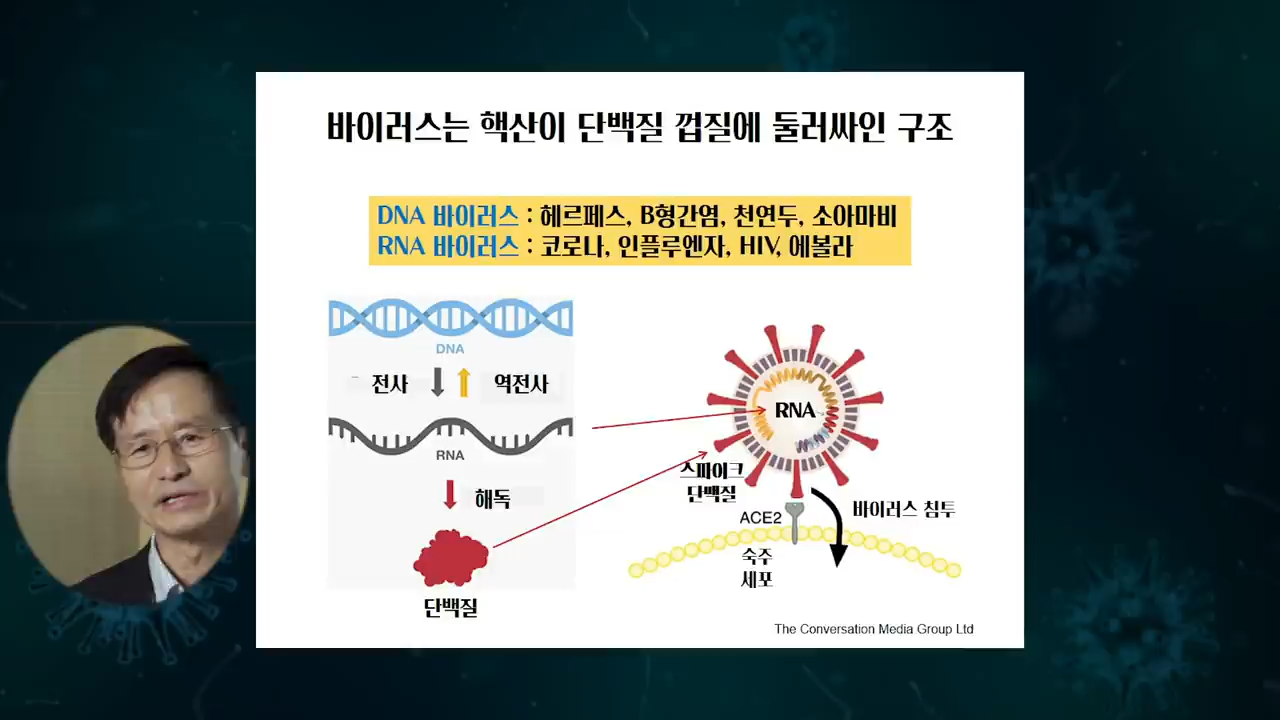 바이러스는 핵산이 단백질 껍질에 둘러싸인 구조
DNA 바이러스 : 헤르페스, B형간염, 천연두, 소아마비
RNA 바이러스 : 코로나, 인플루엔자, HIV, 에볼라
DNA
전사
역전사
RNA
해독
단백질
RNA
스파이크
단백질
ACE2
바이러스 침투
숙주
세포
The Conversation Media Group Ltd